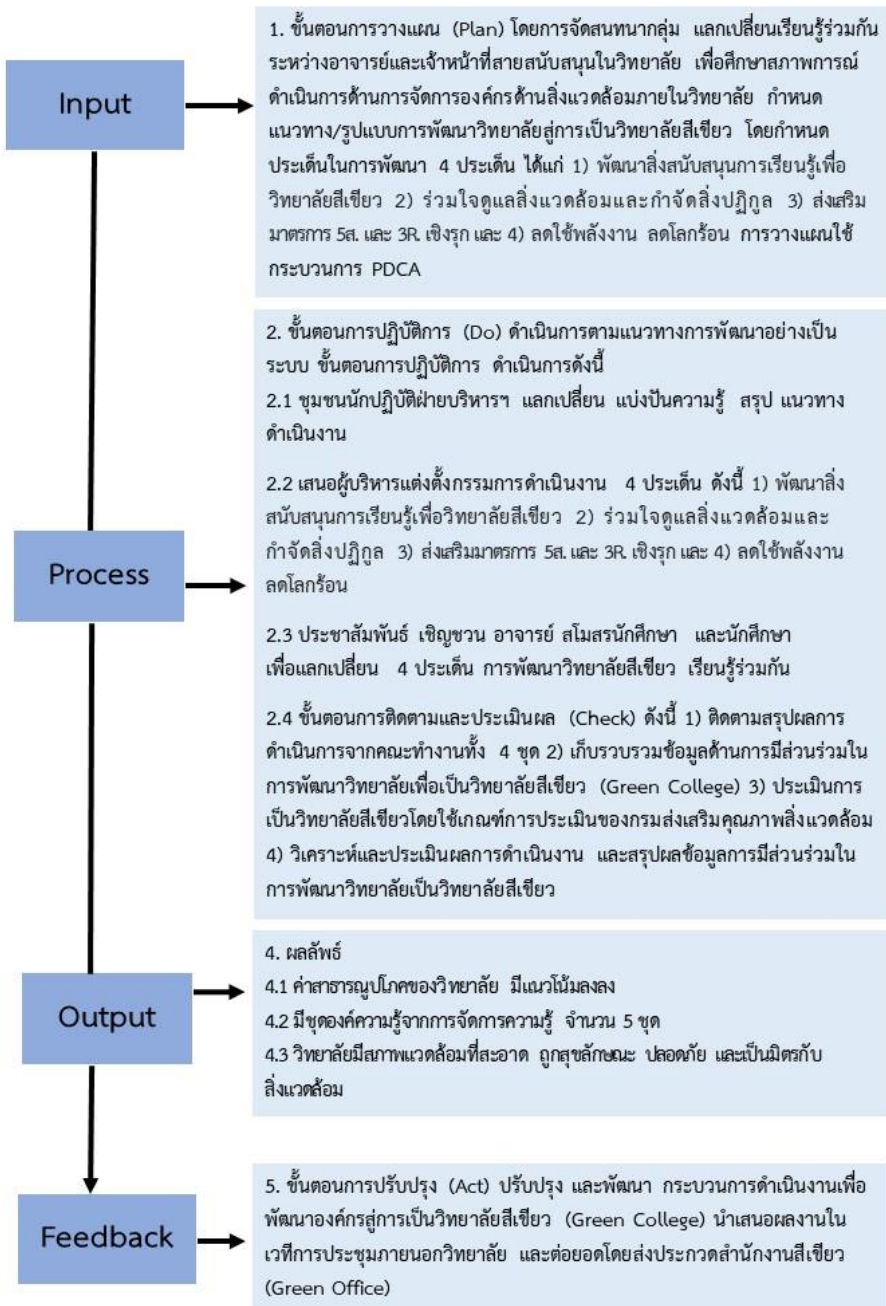 Input
1. ขั้นตอนการวางแผน (Plan) โดยการจัดสนทนากลุ่ม แลกเปลี่ยนเรียนรู้ร่วมกัน
ระหว่างอาจารย์และเจ้าหน้าที่สายสนับสนุนในวิทยาลัย เพื่อศึกษาสภาพการณ์
ดำเนินการด้านการจัดการองค์กรด้านสิ่งแวดล้อมภายในวิทยาลัย กำหนด
แนวทาง/รูปแบบการพัฒนาวิทยาลัยสู่การเป็นวิทยาลัยสีเขียว โดยกำหนด
ประเด็นในการพัฒนา 4 ประเด็น ได้แก่ 1) พัฒนาสิ่งสนับสนุนการเรียนรู้เพื่อ
วิทยาลัยสีเขียว 2) ร่วมใจดูแลสิ่งแวดล้อมและกำจัดสิ่งปฏิกูล 3) ส่งเสริม
มาตรการ 5ส. และ 3R. เชิงรุก และ 4) ลดใช้พลังงาน ลดโลกร้อน การวางแผนใช้
กระบวนการ PDCA
Process
2. ขั้นตอนการปฏิบัติการ (Do) ดำเนินการตามแนวทางการพัฒนาอย่างเป็น
ระบบ ขั้นตอนการปฏิบัติการ ดำเนินการดังนี้
2.1 ชุมชนนักปฏิบัติฝ่ายบริหารฯ แลกเปลี่ยน แบ่งปันความรู้ สรุป แนวทาง
ดำเนินงาน
2.2 เสนอผู้บริหารแต่งตั้งกรรมการดำเนินงาน 4 ประเด็น ดังนี้ 1) พัฒนาสิ่ง
สนับสนุนการเรียนรู้เพื่อวิทยาลัยสีเขียว 2) ร่วมใจดูแลสิ่งแวดล้อมและ
กำจัดสิ่งปฏิกูล 3) ส่งเสริมมาตรการ 5ส. และ 3R. เชิงรุก และ 4) ลดใช้พลังงาน
ลดโลกร้อน
2.3 ประชาสัมพันธ์ เชิญชวน อาจารย์ สโมสรนักศึกษา และนักศึกษา
เพื่อแลกเปลี่ยน 4 ประเด็น การพัฒนาวิทยาลัยสีเขียว เรียนรู้ร่วมกัน
2.4 ขั้นตอนการติดตามและประเมินผล (Check) ดังนี้ 1) ติดตามสรุปผลการ
ดำเนินการจากคณะทำงานทั้ง 4 ชุด 2) เก็บรวบรวมข้อมูลด้านการมีส่วนร่วมใน
การพัฒนาวิทยาลัยเพื่อเป็นวิทยาลัยสีเขียว (Green College) 3) ประเมินการ
เป็นวิทยาลัยสีเขียวโดยใช้เกณฑ์การประเมินของกรมส่งเสริมคุณภาพสิ่งแวดล้อม
4) วิเคราะห์และประเมินผลการดำเนินงาน และสรุปผลข้อมูลการมีส่วนร่วมใน
การพัฒนาวิทยาลัยเป็นวิทยาลัยสีเขียว
Output
4. ผลลัพธ์
4.1 ค่าสาธารณูปโภคของวิทยาลัย มีแนวโน้มลงลง
4.2 มีชุดองค์ความรู้จากการจัดการความรู้ จำนวน 5 ชุด
4.3 วิทยาลัยมีสภาพแวดล้อมที่สะอาด ถูกสุขลักษณะ ปลอดภัย และเป็นมิตรกับ
สิ่งแวดล้อม
Feedback
5. ขั้นตอนการปรับปรุง (Act) ปรับปรุง และพัฒนา กระบวนการดำเนินงานเพื่อ
พัฒนาองค์กรสู่การเป็นวิทยาลัยสีเขียว (Green College) นำเสนอผลงานใน
เวทีการประชุมภายนอกวิทยาลัย และต่อยอดโดยส่งประกวดสำนักงานสีเขียว
(Green Office)